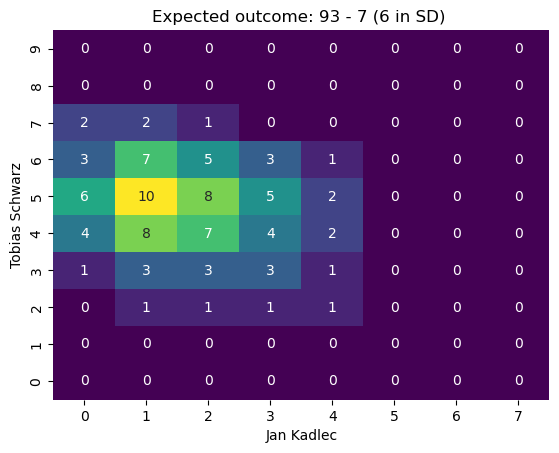 Expected outcome: 93 - 7 (6 in SD)
Tobias Schwarz
9 0 0 0 0 0 0 0 0
8 0 0 0 0 0 0 0 0
7 2 2 1 0 0 0 0 0
6 3 7 5 3 1 0 0 0
5 6 10 8 5 2 0 0 0
4 4 8 7 4 2 0 0 0
3 1 3 3 3 1 0 0 0
2 0 1 1 1 1 0 0 0
1 0 0 0 0 0 0 0 0
0 0 0 0 0 0 0 0 0
0 1 2 3 4 5 6 7
Jan Kadlec